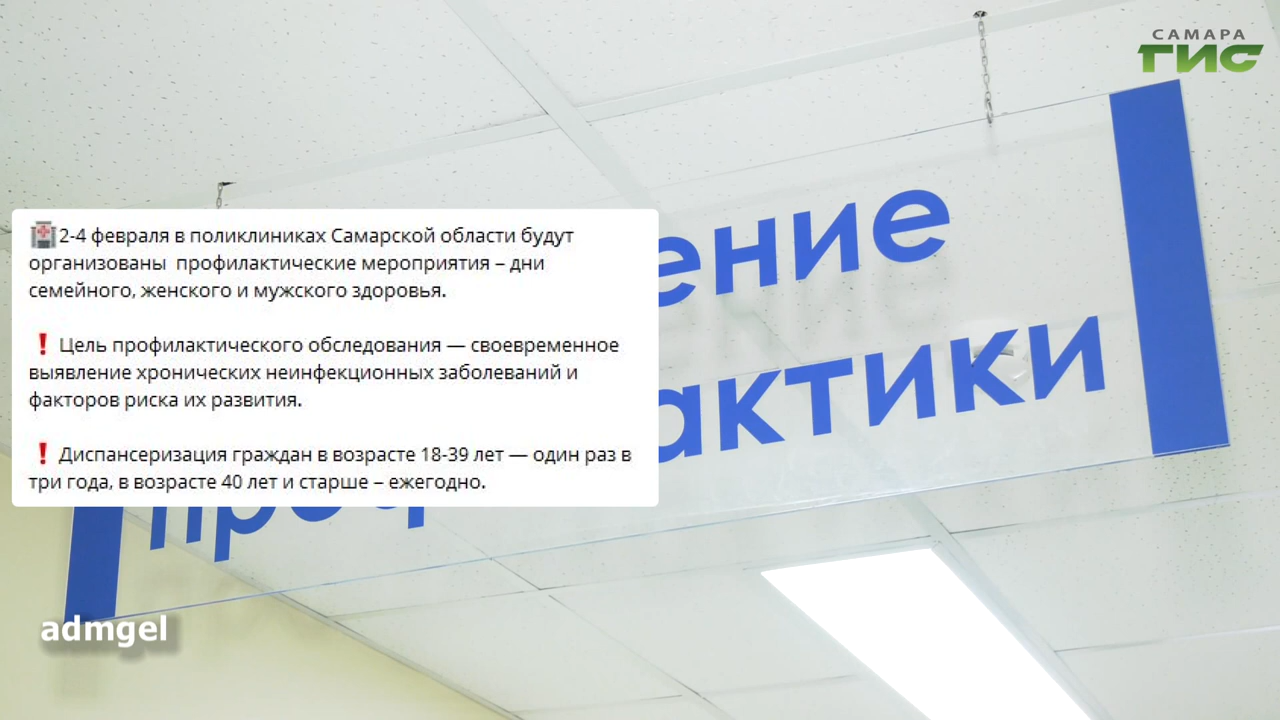 САМАРА
ГИС
🏥2-4 февраля в поликлиниках Самарской области будут
организованы профилактические мероприятия – дни
семейного, женского и мужского здоровья.
❗ Цель профилактического обследования — своевременное
выявление хронических неинфекционных заболеваний и
факторов риска их развития.
❗ Диспансеризация граждан в возрасте 18-39 лет — один раз в
три года, в возрасте 40 лет и старше – ежегодно.
ение
актики
admgel